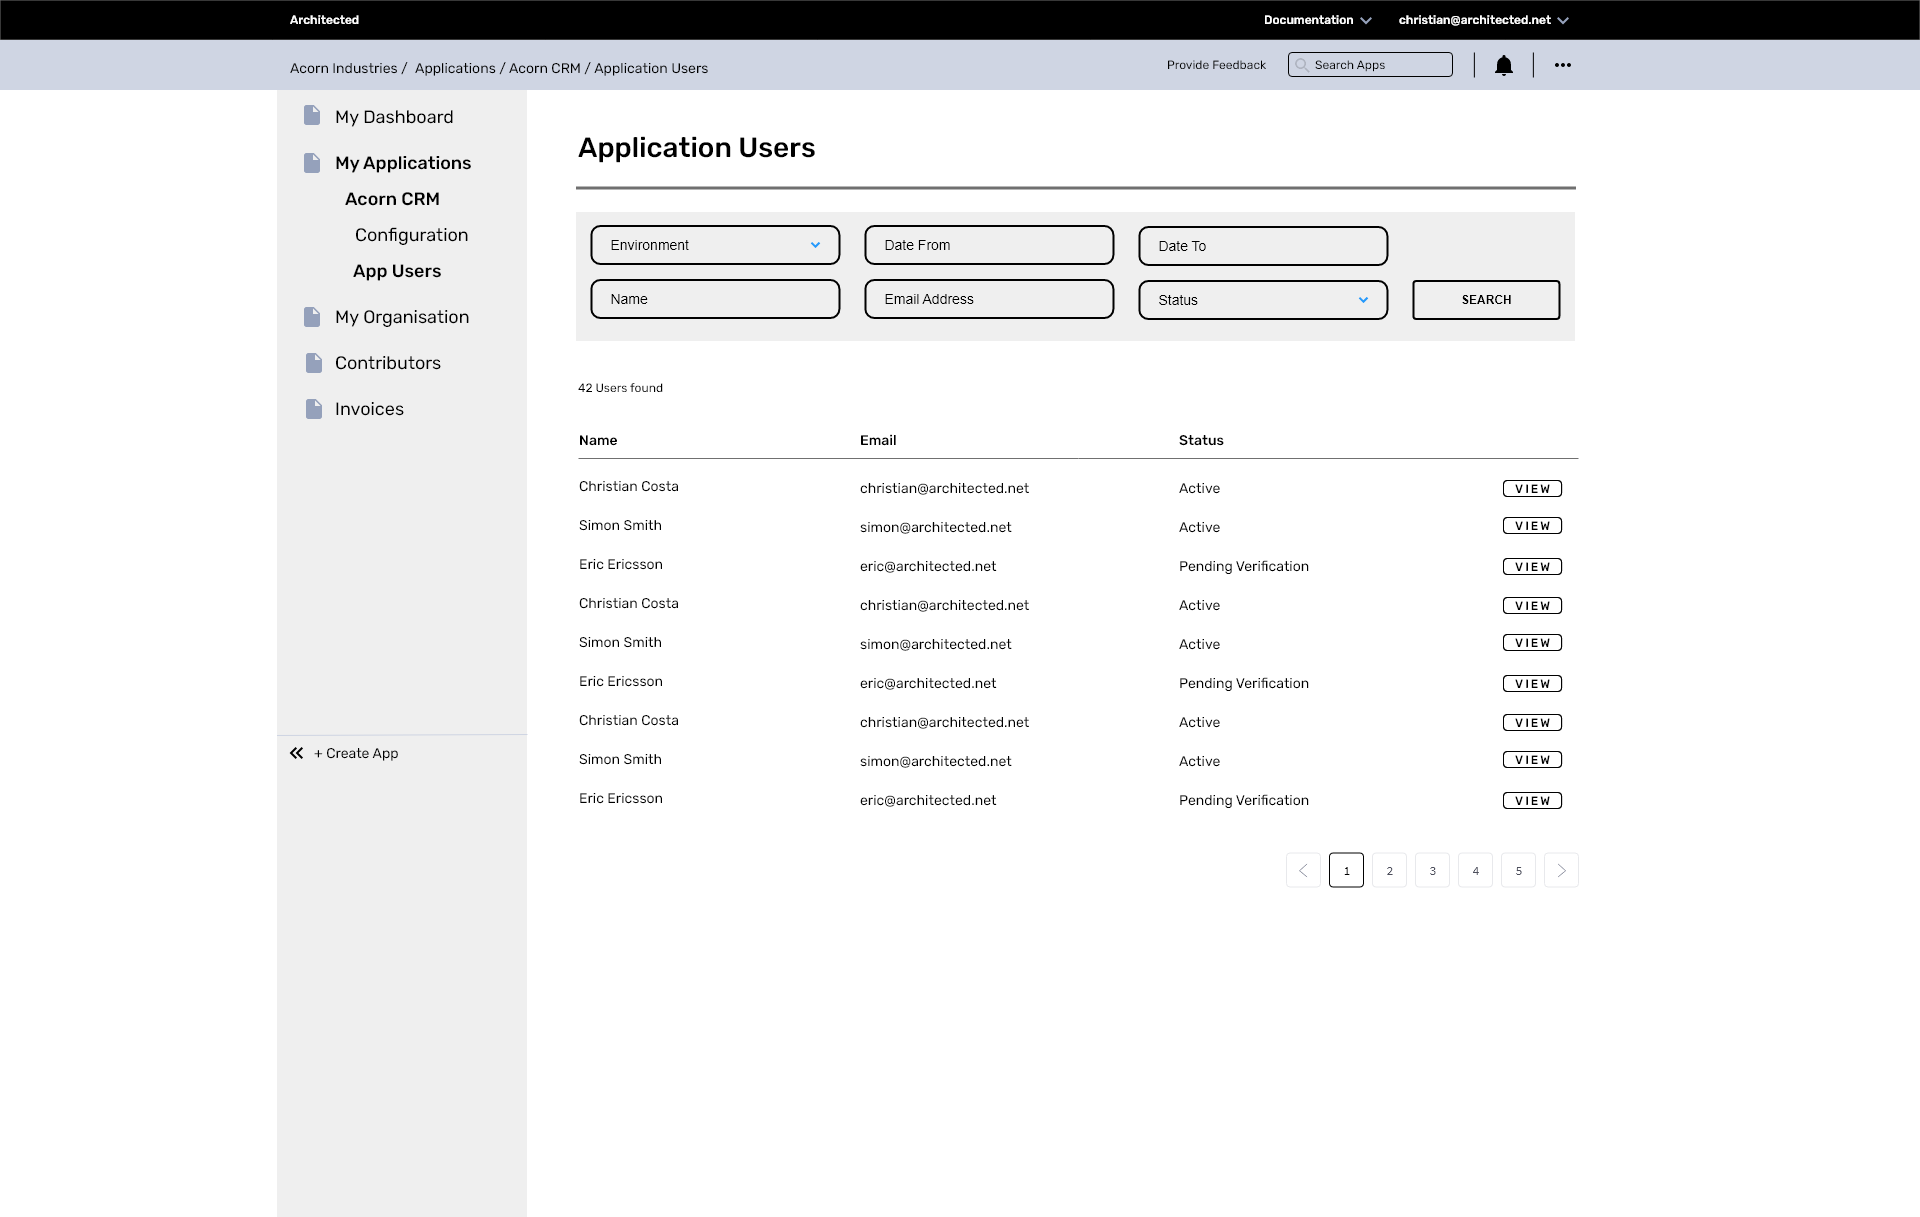 Architected
Documentation
christian@architected.net
Acorn Industries / Applications / Acorn CRM / Application Users
Provide Feedback
Search Apps
My Dashboard
My Applications
Acorn CRM
Configuration
App Users
My Organisation
Contributors
Invoices
+ Create App
Application Users
Environment
Date From
Date To
Name
Email Address
Status
SEARCH
42 Users found
Name Email Status
Christian Costa christian@architected.net Active VIEW
Simon Smith simon@architected.net Active VIEW
Eric Ericsson eric@architected.net Pending Verification VIEW
Christian Costa christian@architected.net Active VIEW
Simon Smith simon@architected.net Active VIEW
Eric Ericsson eric@architected.net Pending Verification VIEW
Christian Costa christian@architected.net Active VIEW
Simon Smith simon@architected.net Active VIEW
Eric Ericsson eric@architected.net Pending Verification VIEW
1 2 3 4 5